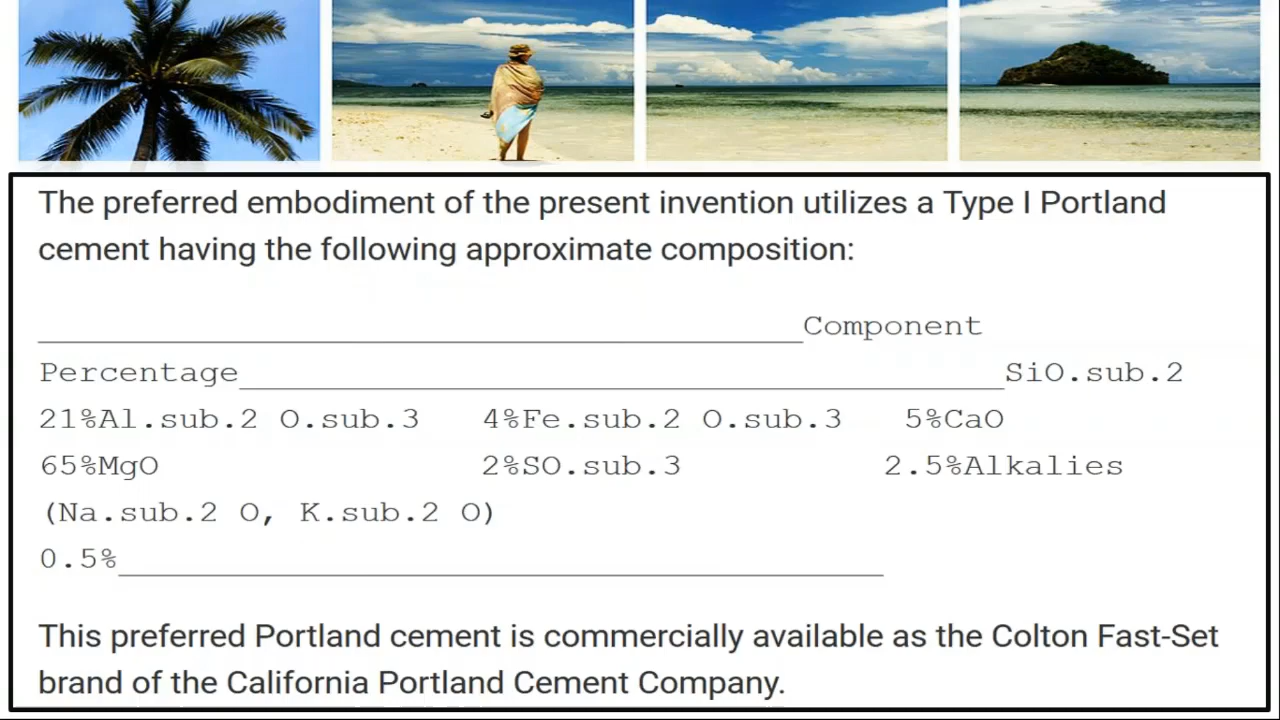 The preferred embodiment of the present invention utilizes a Type I Portland
cement having the following approximate composition:
_____________________________________________Component
Percentage_____________________________________________SiO.sub.2
21%Al.sub.2 O.sub.3    4%Fe.sub.2 O.sub.3    5%CaO
65%MgO    2%SO.sub.3    2.5%Alkalies
(Na.sub.2 O, K.sub.2 O)
0.5%_____________________________________________
This preferred Portland cement is commercially available as the Colton Fast-Set
brand of the California Portland Cement Company.